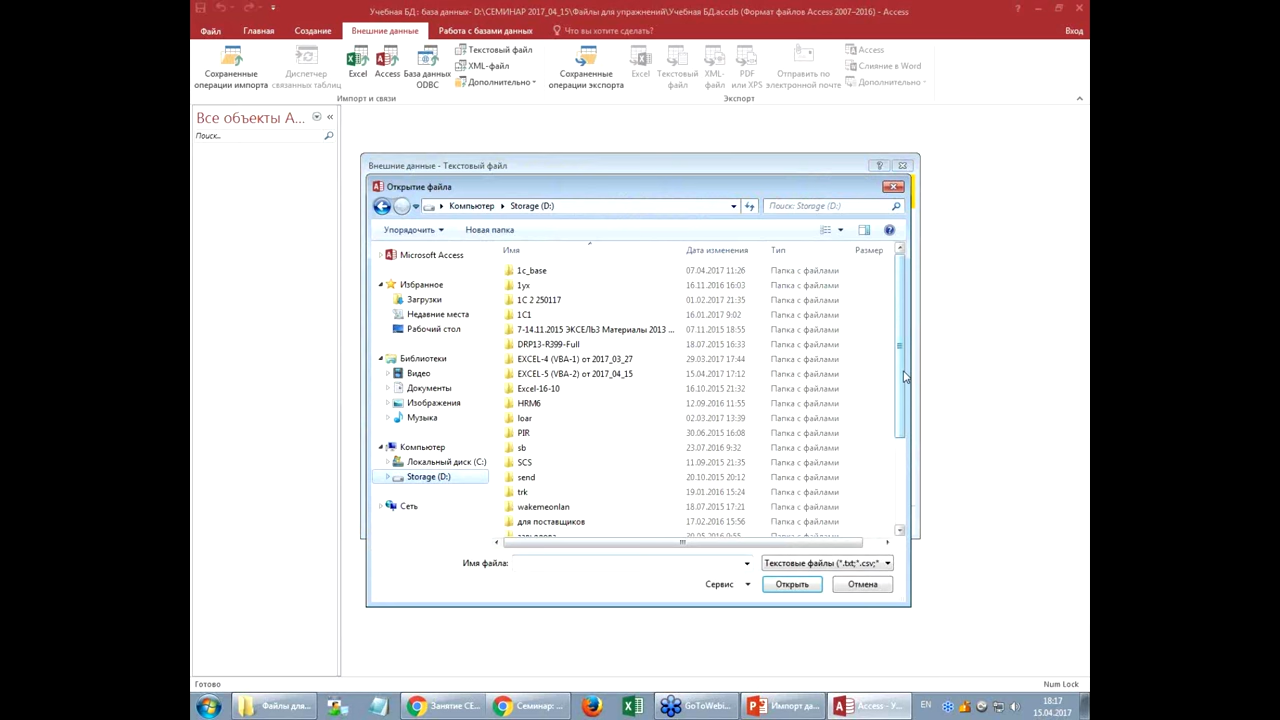 Учебная БД : база данных- D:\СЕМИНАР 2017_04_15\Файлы для упражнений\Учебная БД.accdb (Формат файлов Access 2007–2016) - Access
Файл Главная Создание Внешние данные Работа с базами данных Что вы хотите сделать? Вход
Сохраненные операции импорта
Диспетчер связанных таблиц
Excel
Access
База данных ODBC
Текстовый файл
XML-файл
Дополнительно
Сохраненные операции экспорта
Excel
Текстовый файл
XML-файл
PDF или XPS
Отправить по электронной почте
Access
Слияние в Word
Дополнительно
Импорт и связи
Экспорт
Все объекты A...
Поиск...
Внешние данные - Текстовый файл
Открытие файла
Компьютер Storage (D:)
Поиск: Storage (D:)
Упорядочить Новая папка
Microsoft Access
Избранное
Загрузки
Недавние места
Рабочий стол
Библиотеки
Видео
Документы
Изображения
Музыка
Компьютер
Локальный диск (C:)
Storage (D:)
Сеть
Имя Дата изменения Тип Размер
1c_base 07.04.2017 11:26 Папка с файлами
1yx 16.11.2016 16:03 Папка с файлами
1C 2 250117 01.02.2017 21:35 Папка с файлами
1C1 16.01.2017 9:02 Папка с файлами
7-14.11.2015 ЭКСЕЛЬ3 Материалы 2013 ... 07.11.2015 18:55 Папка с файлами
DRP13-R399-Full 18.07.2015 16:33 Папка с файлами
EXCEL-4 (VBA-1) от 2017_03_27 29.03.2017 17:44 Папка с файлами
EXCEL-5 (VBA-2) от 2017_04_15 15.04.2017 17:12 Папка с файлами
Excel-16-10 16.10.2015 21:32 Папка с файлами
HRM6 12.09.2016 11:55 Папка с файлами
loar 02.03.2017 13:39 Папка с файлами
PIR 30.06.2015 16:08 Папка с файлами
sb 23.07.2016 9:32 Папка с файлами
SCS 11.09.2015 21:35 Папка с файлами
send 20.10.2015 20:12 Папка с файлами
trk 19.01.2016 15:24 Папка с файлами
wakemeonlan 18.07.2015 17:21 Папка с файлами
для поставщиков 17.02.2016 15:56 Папка с файлами
Имя файла:
Текстовые файлы (*.txt;*.csv;*
Сервис Открыть Отмена
Готово
Num Lock
Файлы для...
Занятие СЕ...
Семинар: ...
GoToWebi...
Импорт да...
Access - У...
EN
18:17
15.04.2017